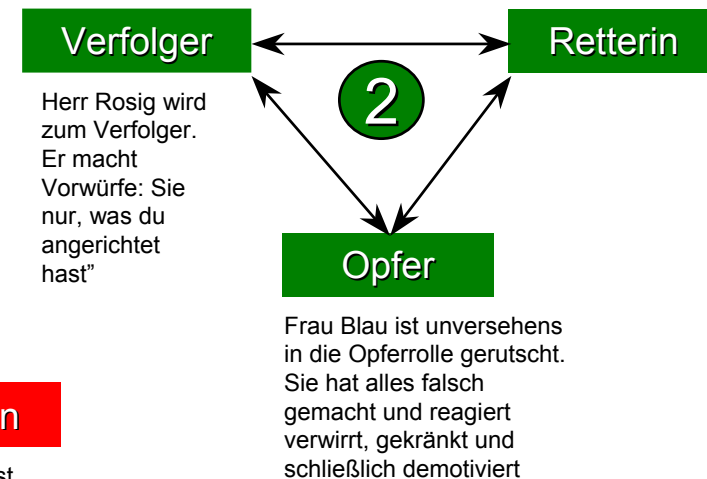 Verfolger
Retterin
2
Herr Rosig wird
zum Verfolger.
Er macht
Vorwürfe: Sie
nur, was du
angerichtet
hast”
Opfer
Frau Blau ist unversehens
in die Opferrolle gerutscht.
Sie hat alles falsch
gemacht und reagiert
verwirrt, gekränkt und
schließlich demotiviert
n
st